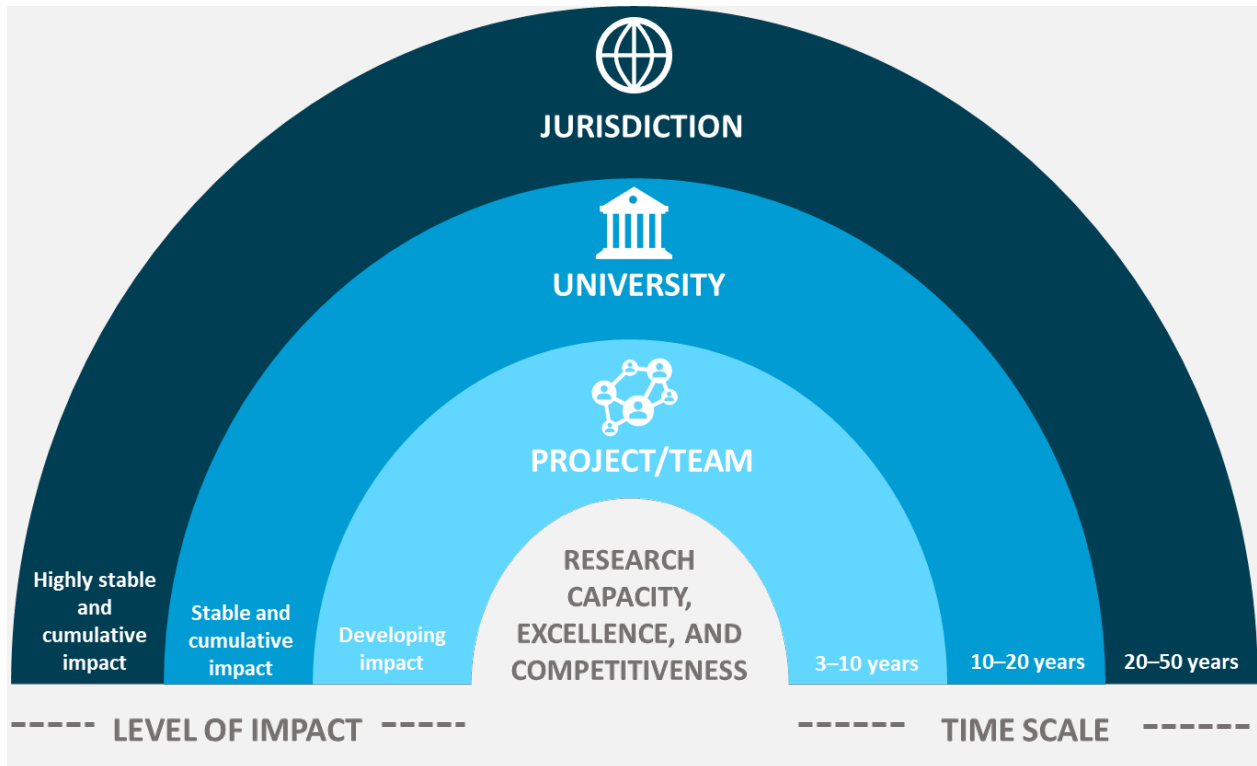 JURISDICTION
UNIVERSITY
PROJECT/TEAM
RESEARCH
CAPACITY,
EXCELLENCE, AND
COMPETITIVENESS
Highly stable
and
cumulative
impact
Stable and
cumulative
impact
Developing
impact
3–10 years
10–20 years
20–50 years
LEVEL OF IMPACT
TIME SCALE